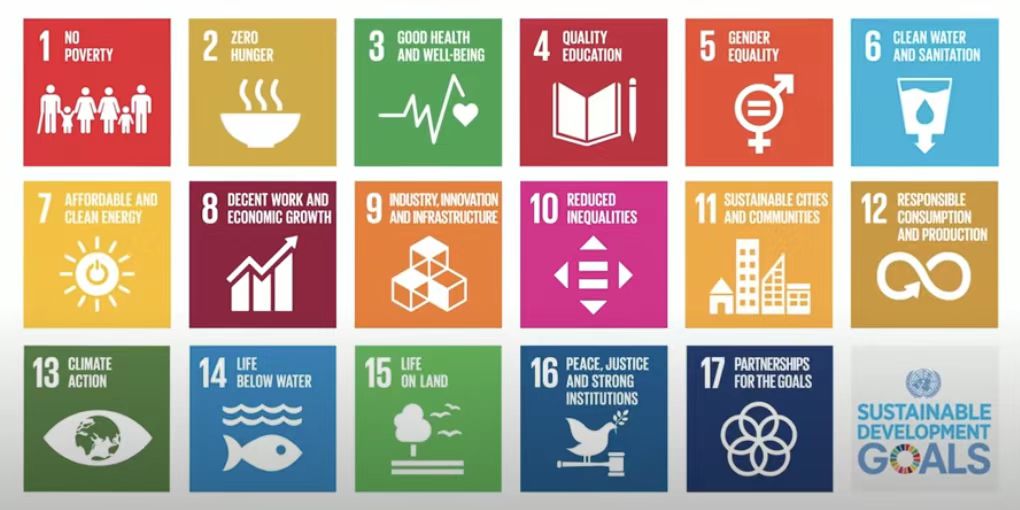 1 NO
POVERTY
2 ZERO
HUNGER
3 GOOD HEALTH
AND WELL-BEING
4 QUALITY
EDUCATION
5 GENDER
EQUALITY
6 CLEAN WATER
AND SANITATION
7 AFFORDABLE AND
CLEAN ENERGY
8 DECENT WORK AND
ECONOMIC GROWTH
9 INDUSTRY, INNOVATION
AND INFRASTRUCTURE
10 REDUCED
INEQUALITIES
11 SUSTAINABLE CITIES
AND COMMUNITIES
12 RESPONSIBLE
CONSUMPTION
AND PRODUCTION
13 CLIMATE
ACTION
14 LIFE
BELOW WATER
15 LIFE
ON LAND
16 PEACE, JUSTICE
AND STRONG
INSTITUTIONS
17 PARTNERSHIPS
FOR THE GOALS
SUSTAINABLE
DEVELOPMENT
GOALS